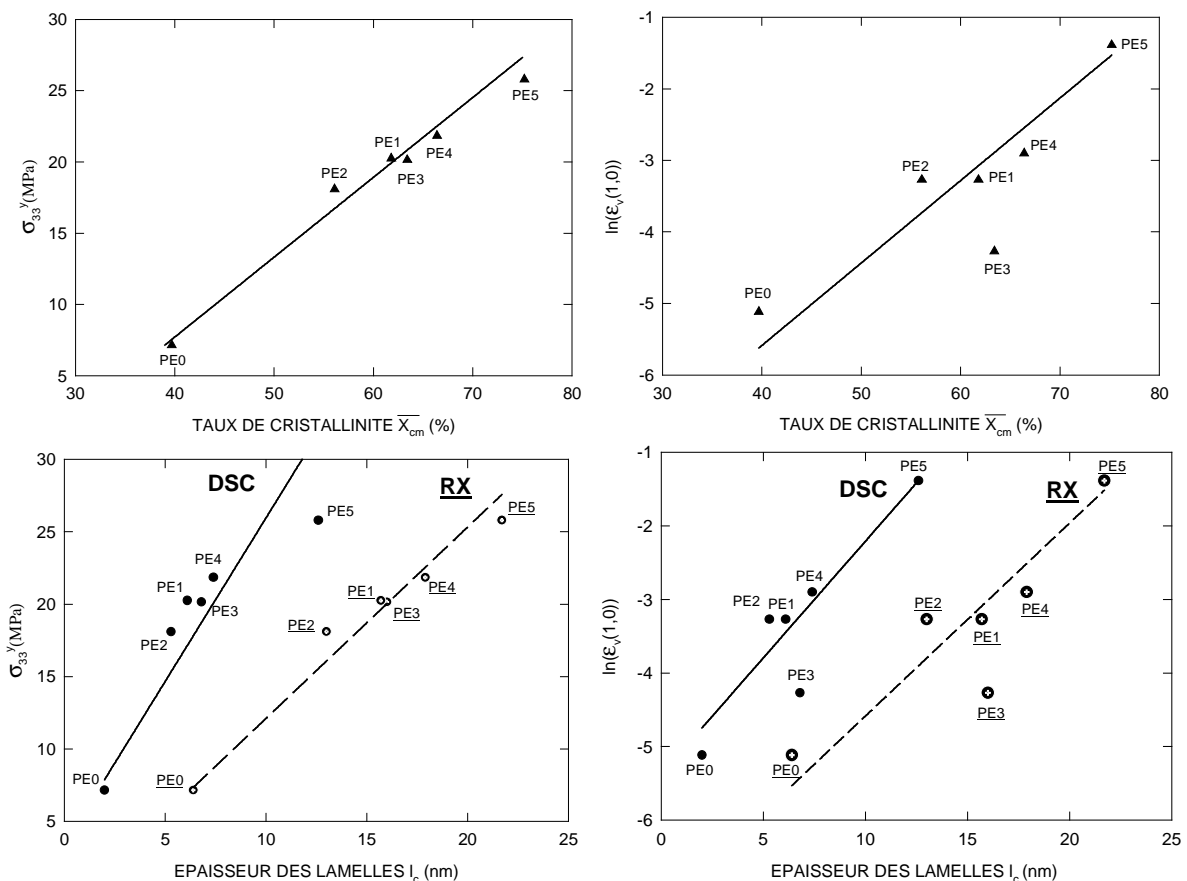 30
25
20
15
10
5
σ₃₃ʸ(MPa)
PE0
PE2
PE1
PE3
PE4
PE5
30 40 50 60 70 80
TAUX DE CRISTALLINITE X̅c̅m̅ (%)
-1
-2
-3
-4
-5
-6
ln(εᵥ(1,0))
PE0
PE2
PE1
PE3
PE4
PE5
30 40 50 60 70 80
TAUX DE CRISTALLINITE X̅c̅m̅ (%)
30
25
20
15
10
5
σ₃₃ʸ(MPa)
DSC
RX
PE5
PE4
PE1
PE3
PE2
PE0
PE5
PE4
PE1
PE3
PE2
PE0
0 5 10 15 20 25
EPAISSEUR DES LAMELLES l_c (nm)
-1
-2
-3
-4
-5
-6
ln(εᵥ(1,0))
DSC
RX
PE5
PE4
PE2
PE1
PE3
PE0
PE5
PE2
PE4
PE1
PE3
PE0
0 5 10 15 20 25
EPAISSEUR DES LAMELLES l_c (nm)